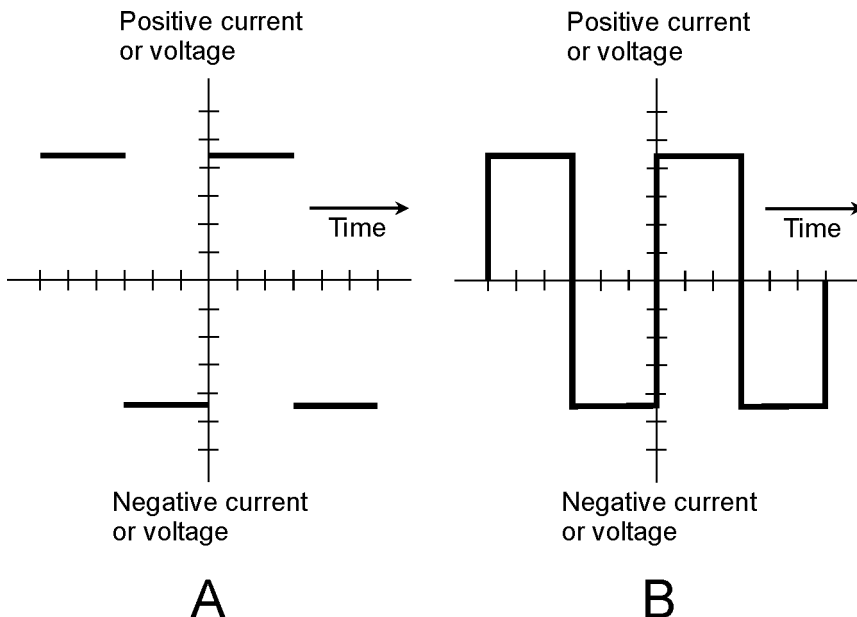 Positive current
or voltage
Time
Negative current
or voltage
A
Positive current
or voltage
Time
Negative current
or voltage
B